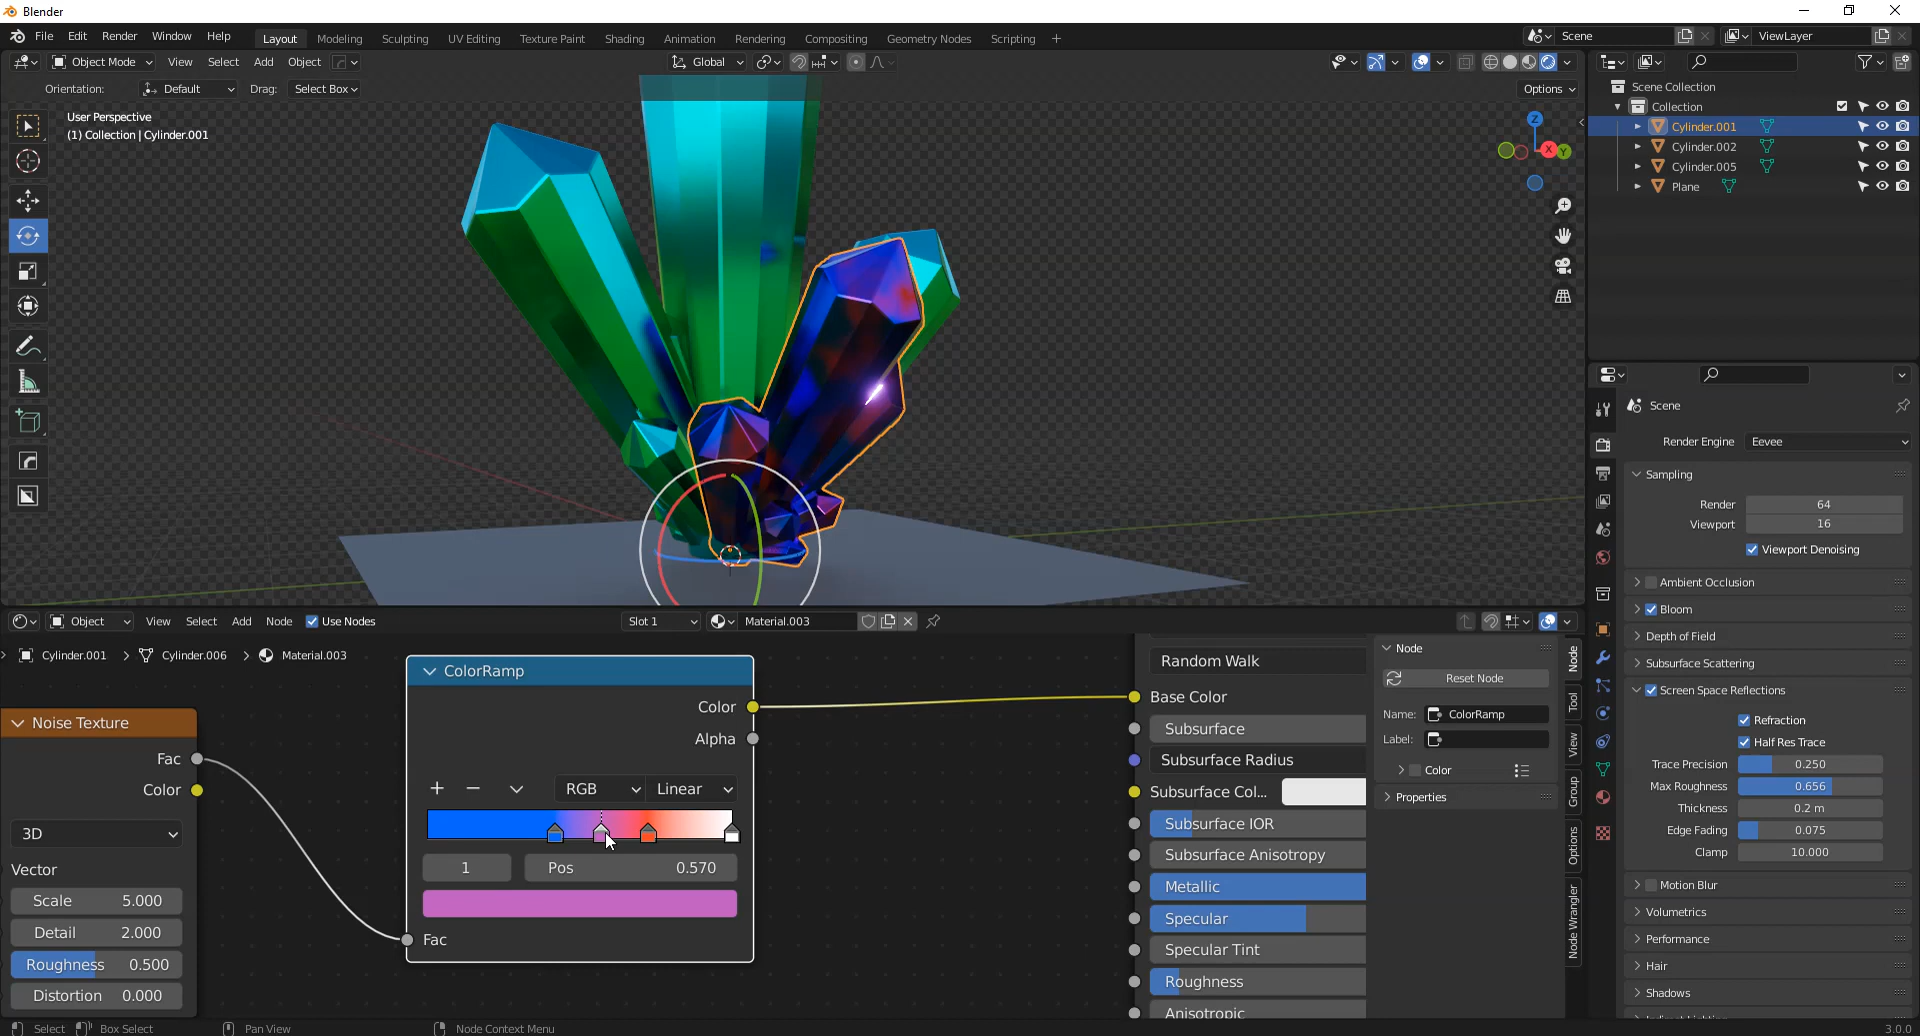 Blender
File Edit Render Window Help Layout Modeling Sculpting UV Editing Texture Paint Shading Animation Rendering Compositing Geometry Nodes Scripting + Scene ViewLayer
Object Mode View Select Add Object Global
Orientation: Default Drag: Select Box Options
User Perspective
(1) Collection | Cylinder.001
Z
X
Y
Scene Collection
Collection
Cylinder.001
Cylinder.002
Cylinder.005
Plane
Scene
Render Engine Eevee
Sampling
Render 64
Viewport 16
Viewport Denoising
Ambient Occlusion
Bloom
Depth of Field
Subsurface Scattering
Screen Space Reflections
Refraction
Half Res Trace
Trace Precision 0.250
Max Roughness 0.656
Thickness 0.2 m
Edge Fading 0.075
Clamp 10.000
Motion Blur
Volumetrics
Performance
Hair
Shadows
Object View Select Add Node Use Nodes Slot 1 Material.003
Cylinder.001 Cylinder.006 Material.003
Noise Texture
Fac
Color
3D
Vector
Scale 5.000
Detail 2.000
Roughness 0.500
Distortion 0.000
ColorRamp
Color
Alpha
RGB Linear
1 Pos 0.570
Fac
Random Walk
Base Color
Subsurface
Subsurface Radius
Subsurface Col...
Subsurface IOR
Subsurface Anisotropy
Metallic
Specular
Specular Tint
Roughness
Anisotropic
Node
Reset Node
Name: ColorRamp
Label:
Color
Properties
Node
Tool
View
Group
Options
Node Wrangler
Select Box Select Pan View Node Context Menu 3.0.0